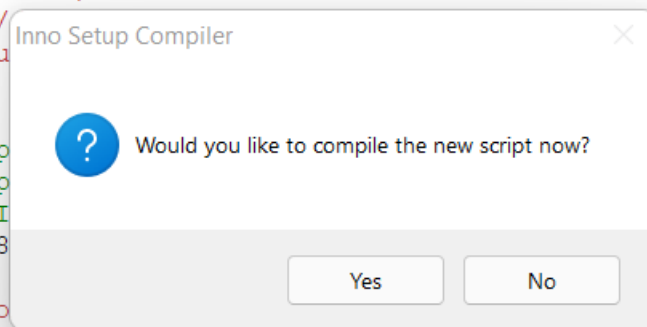 Inno Setup Compiler
Would you like to compile the new script now?
Yes
No